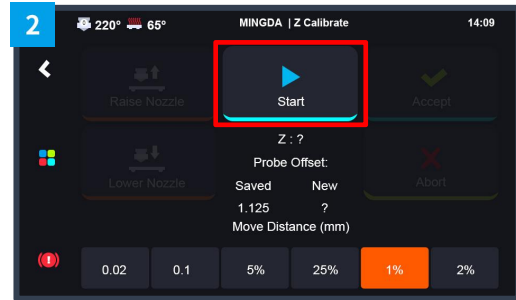 2
220° 65° MINGDA | Z Calibrate 14:09
Raise Nozzle Start Accept
Z : ?
Probe Offset:
Lower Nozzle Saved New Abort
1.125 ?
Move Distance (mm)
0.02 0.1 5% 25% 1% 2%